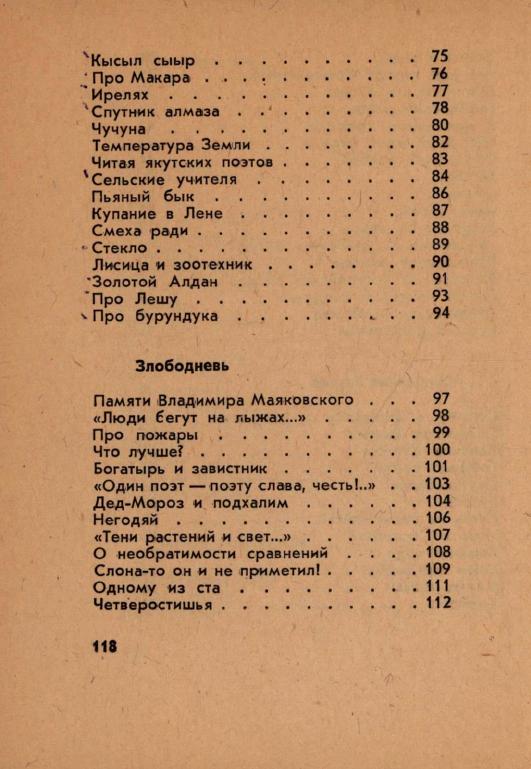 Кысыл сыыр . . . . . . . . . . 75
Про Макара . . . . . . . . . . 76
Ирелях . . . . . . . . . . . . 77
Спутник алмаза . . . . . . . . 78
Чучуна . . . . . . . . . . . . 80
Температура Земли . . . . . . . 82
Читая якутских поэтов . . . . . . 83
Сельские учителя . . . . . . . . 84
Пьяный бык . . . . . . . . . . 86
Купание в Лене . . . . . . . . 87
Смеха ради . . . . . . . . . . 88
Стекло . . . . . . . . . . . . 89
Лисица и зоотехник . . . . . . . 90
Золотой Алдан . . . . . . . . . 91
Про Лешу . . . . . . . . . . . 93
Про бурундука . . . . . . . . . 94
Злободневь
Памяти Владимира Маяковского . . . 97
«Люди бегут на лыжах...» . . . . . 98
Про пожары . . . . . . . . . . 99
Что лучше? . . . . . . . . . . 100
Богатырь и завистник . . . . . . 101
«Один поэт — поэту слава, честь!..» . . 103
Дед-Мороз и подхалим . . . . . . 104
Негодяй . . . . . . . . . . . 106
«Тени растений и свет...» . . . . . 107
О необратимости сравнений . . . . 108
Слона-то он и не приметил! . . . . . 109
Одному из ста . . . . . . . . . 111
Четверостишья . . . . . . . . . 112
118